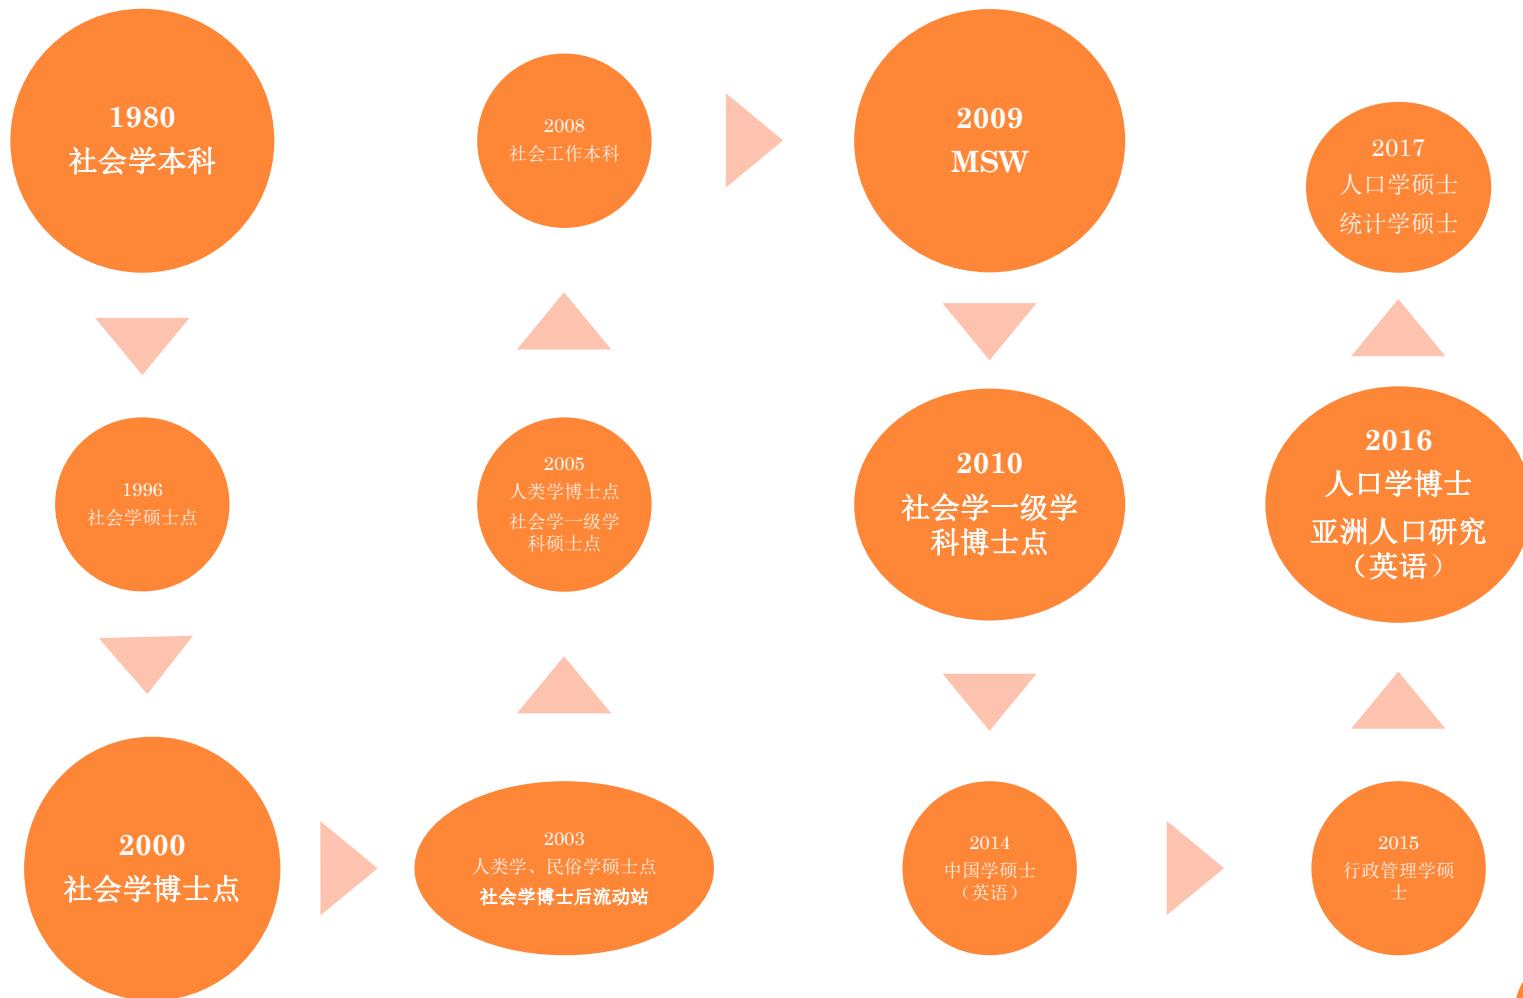 1980
社会学本科
1996
社会学硕士点
2000
社会学博士点
2003
人类学、民俗学硕士点
社会学博士后流动站
2005
人类学博士点
社会学一级学
科硕士点
2008
社会工作本科
2009
MSW
2010
社会学一级学
科博士点
2014
中国学硕士
（英语）
2015
行政管理学硕
士
2016
人口学博士
亚洲人口研究
（英语）
2017
人口学硕士
统计学硕士